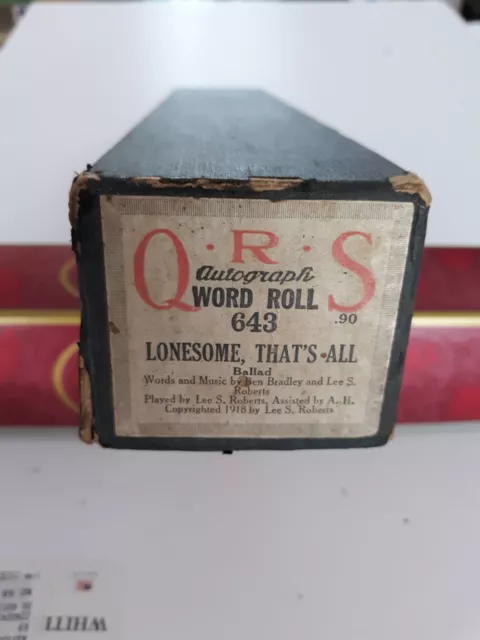 Q·R·S
Autograph
WORD ROLL
643
.90
LONESOME, THAT'S ALL
Ballad
Words and Music by Ben Bradley and Lee S.
Roberts
Played by Lee S. Roberts, Assisted by A. H.
Copyrighted 1918 by Lee S. Roberts
WHITI